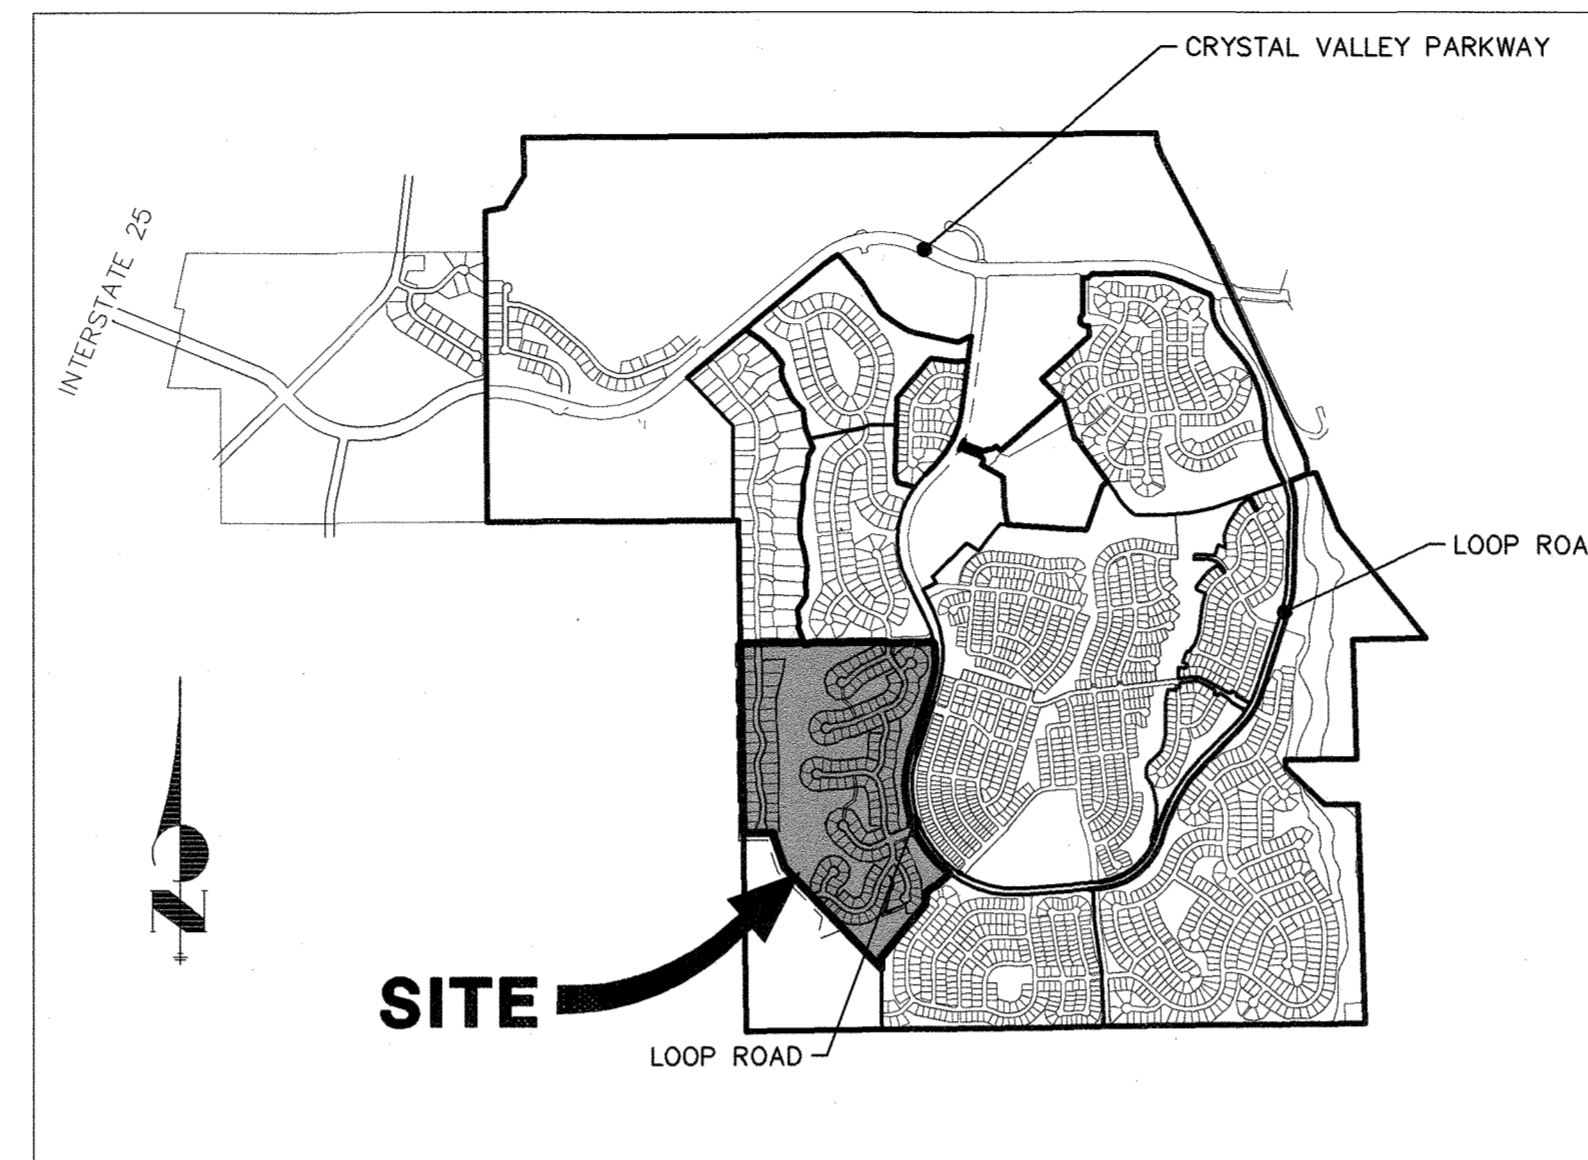 CRYSTAL VALLEY PARKWAY
INTERSTATE 25
LOOP ROA
N
SITE
LOOP ROAD